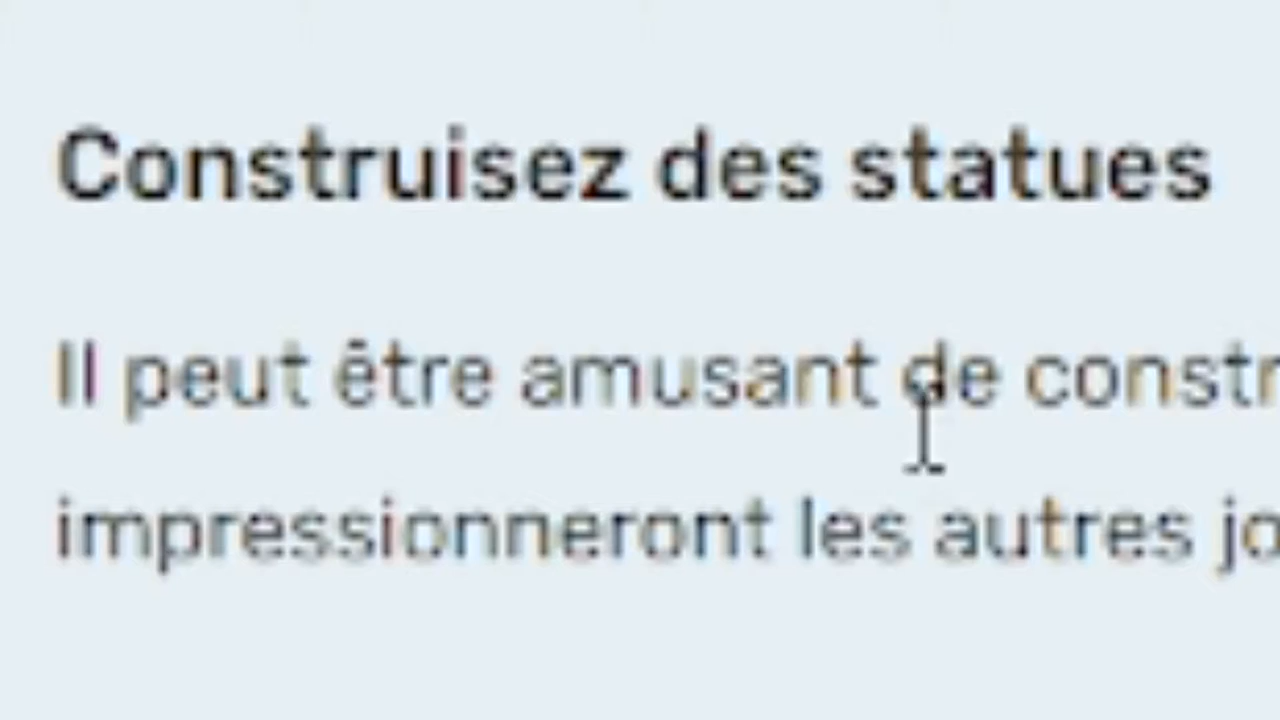 Construisez des statues
Il peut être amusant de constr
impressionneront les autres jo